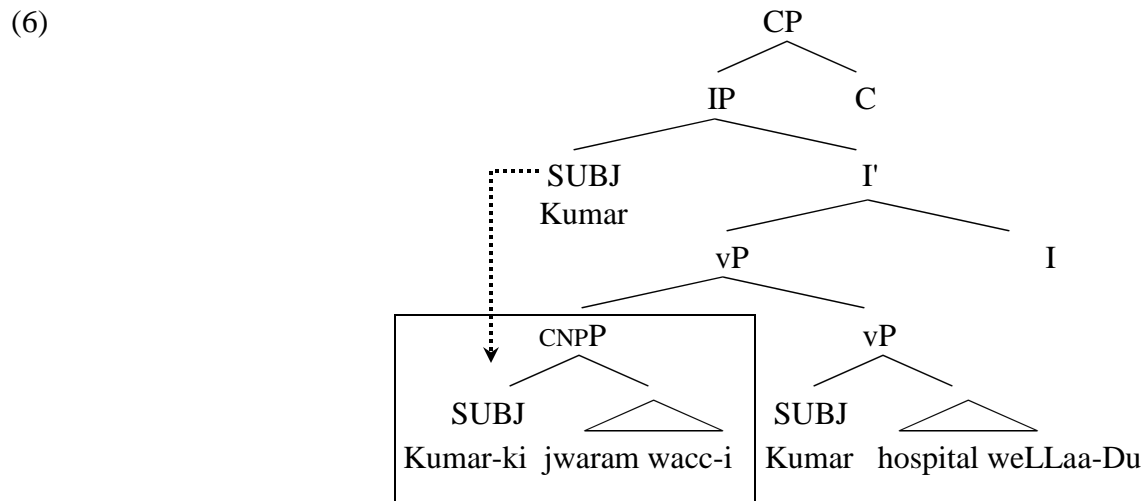 (6) CP
IP C
SUBJ I'
Kumar
vP I
CNPP vP
SUBJ SUBJ
Kumar-ki jwaram wacc-i Kumar hospital weLLaa-Du